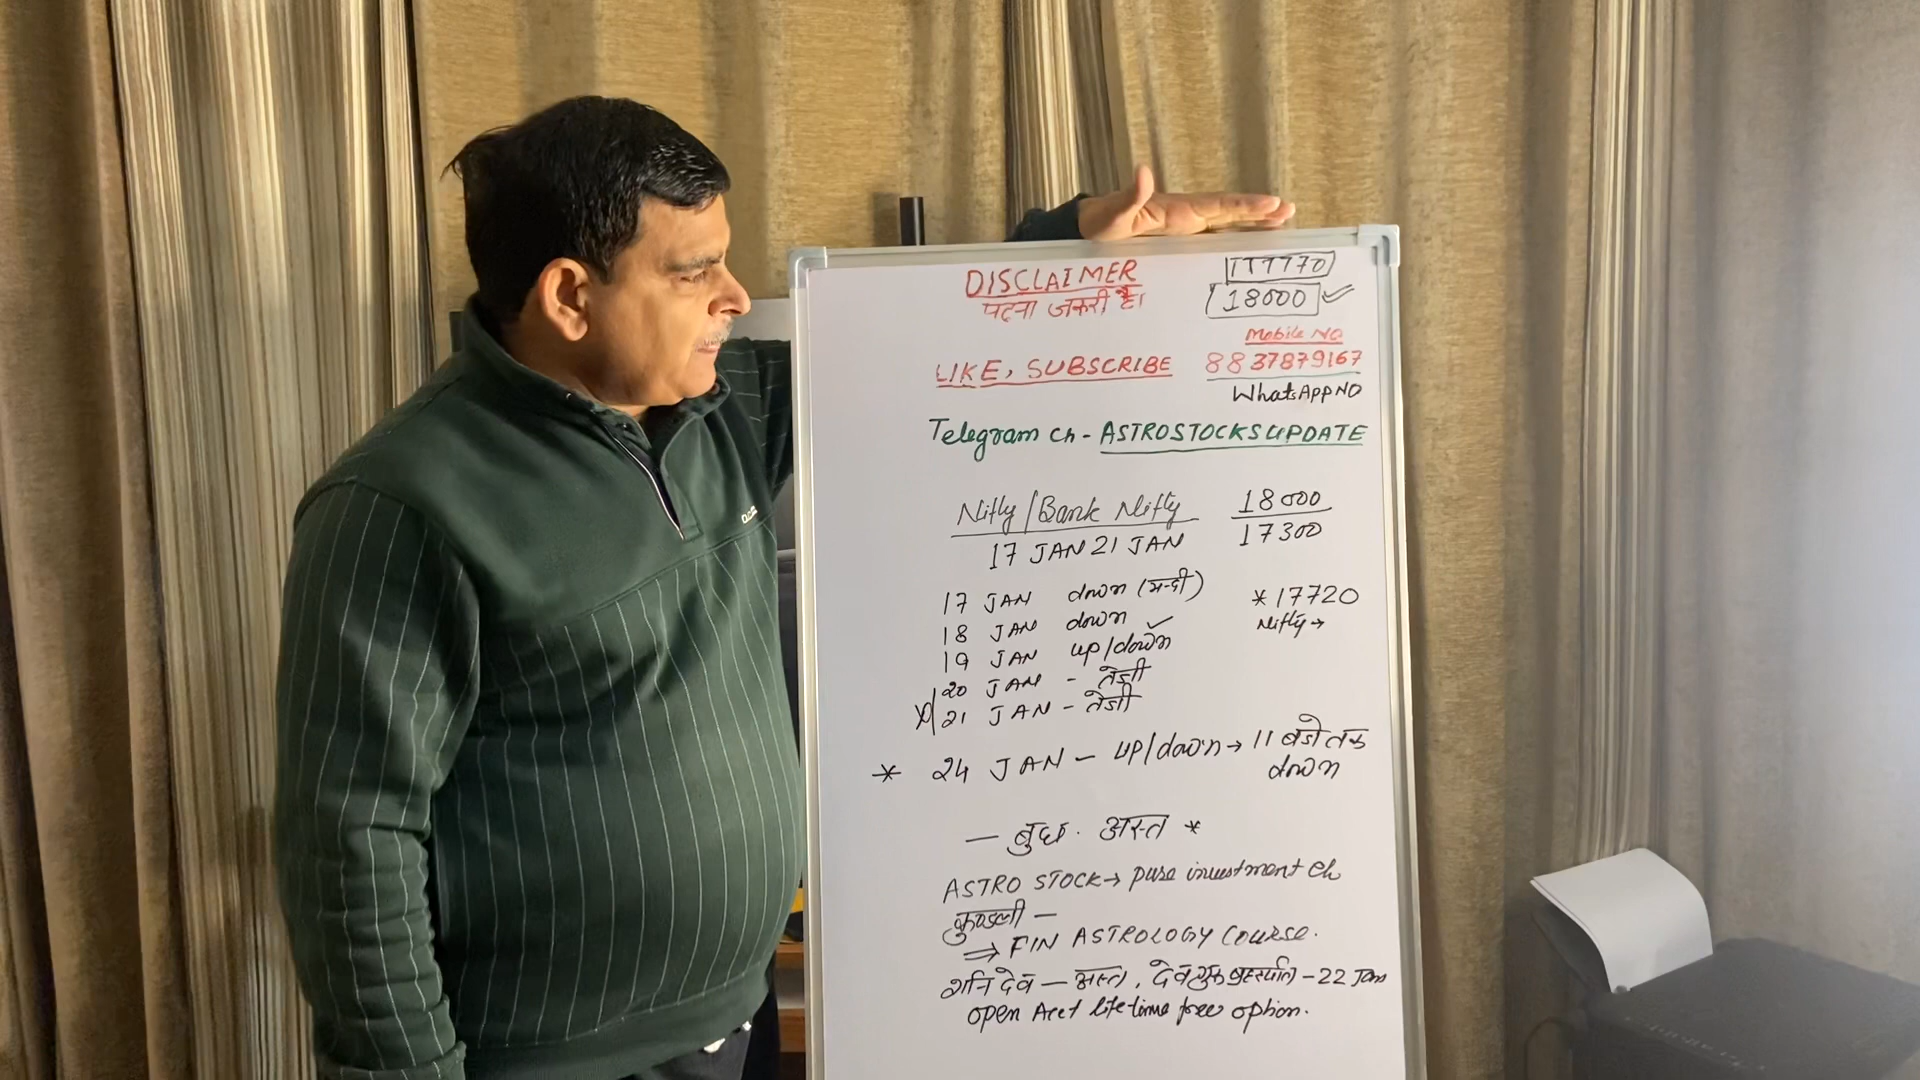 DISCLAIMER
पढ़ना जरूरी है।
18000
LIKE, SUBSCRIBE
Mobile NO
8837879167
WhatsApp NO
Telegram Ch - ASTROSTOCKSUPDATE
Nifty/Bank Nifty 18000
17 JAN 21 JAN 17300
17 JAN down (मन्दी) * 17720
18 JAN down Nifty →
19 JAN up/down
20 JAN - तेजी
21 JAN - तेजी
* 24 JAN - up/down → 11 बजे तक
down
- बुध अस्त *
ASTRO STOCK → pure investment Ch
कुण्डली -
⇒ FIN ASTROLOGY COURSE.
शनि देव - अस्त, देवगुरु बृहस्पति - 22 Jan
open Acct life time free option.